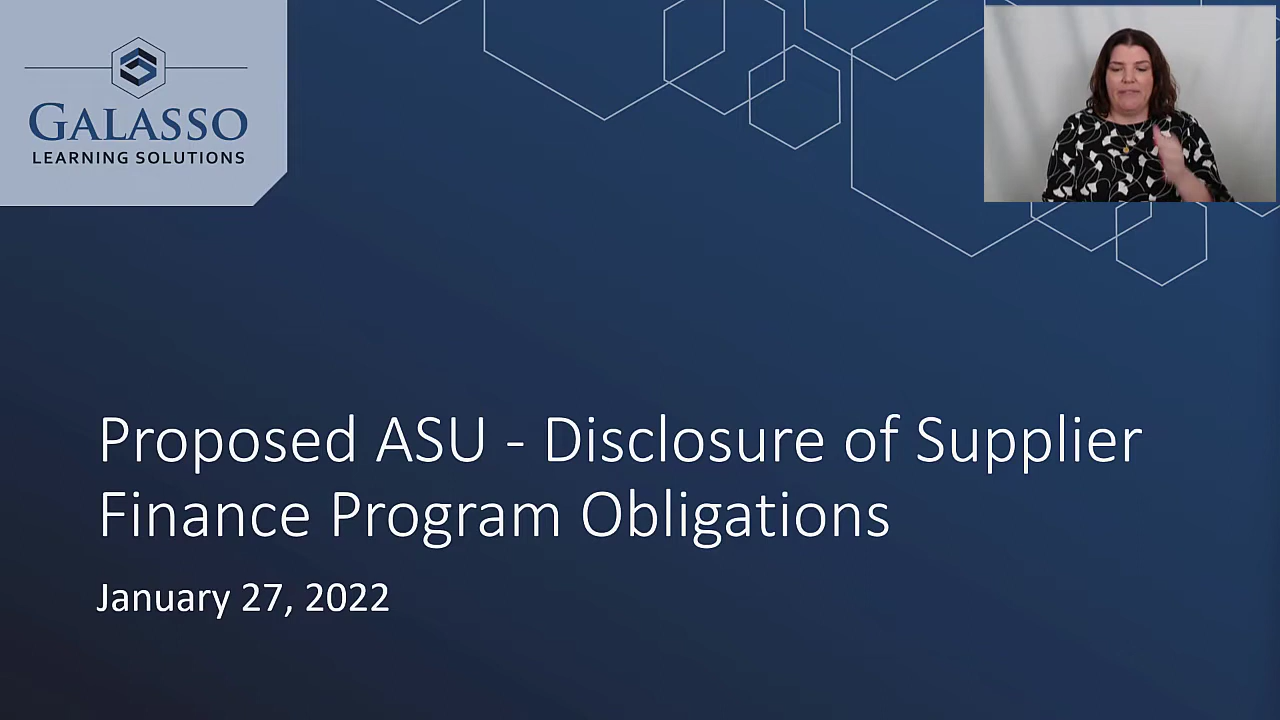 GALASSO
LEARNING SOLUTIONS
Proposed ASU - Disclosure of Supplier
Finance Program Obligations
January 27, 2022